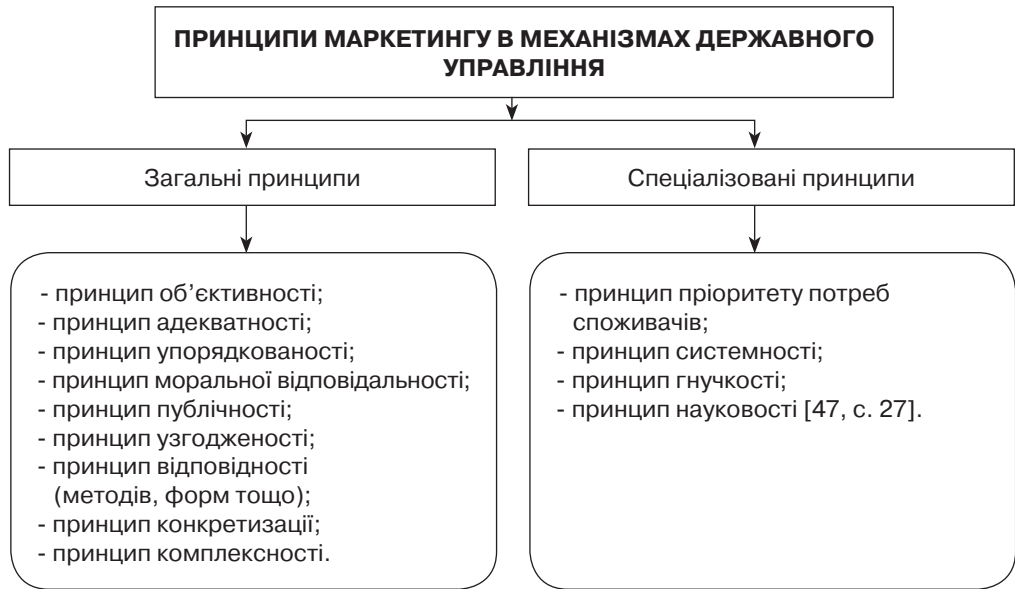 ПРИНЦИПИ МАРКЕТИНГУ В МЕХАНІЗМАХ ДЕРЖАВНОГО
УПРАВЛІННЯ
Загальні принципи
- принцип об’єктивності;
- принцип адекватності;
- принцип упорядкованості;
- принцип моральної відповідальності;
- принцип публічності;
- принцип узгодженості;
- принцип відповідності
(методів, форм тощо);
- принцип конкретизації;
- принцип комплексності.
Спеціалізовані принципи
- принцип пріоритету потреб
споживачів;
- принцип системності;
- принцип гнучкості;
- принцип науковості [47, с. 27].